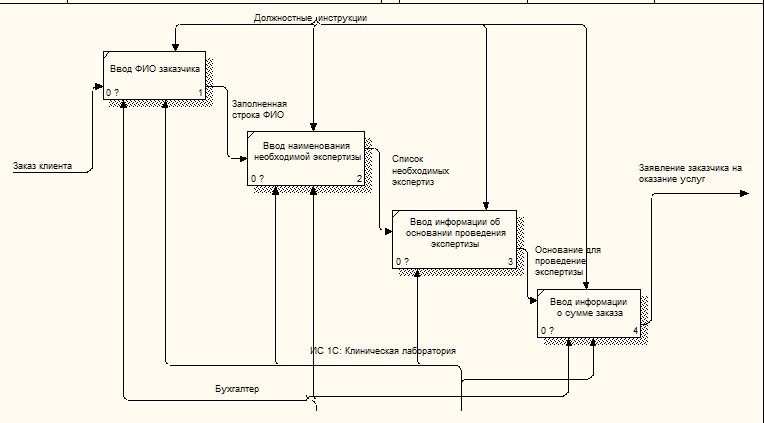 Должностные инструкции
Ввод ФИО заказчика
0 ?
1
Заполненная
строка ФИО
Заказ клиента
Ввод наименования
необходимой экспертизы
0 ?
2
Список
необходимых
экспертиз
Заявление заказчика на
оказание услуг
Ввод информации об
основании проведения
экспертизы
0 ?
3
Основание для
проведение
экспертизы
Ввод информации
о сумме заказа
0 ?
4
ИС 1С: Клиническая лаборатория
Бухгалтер